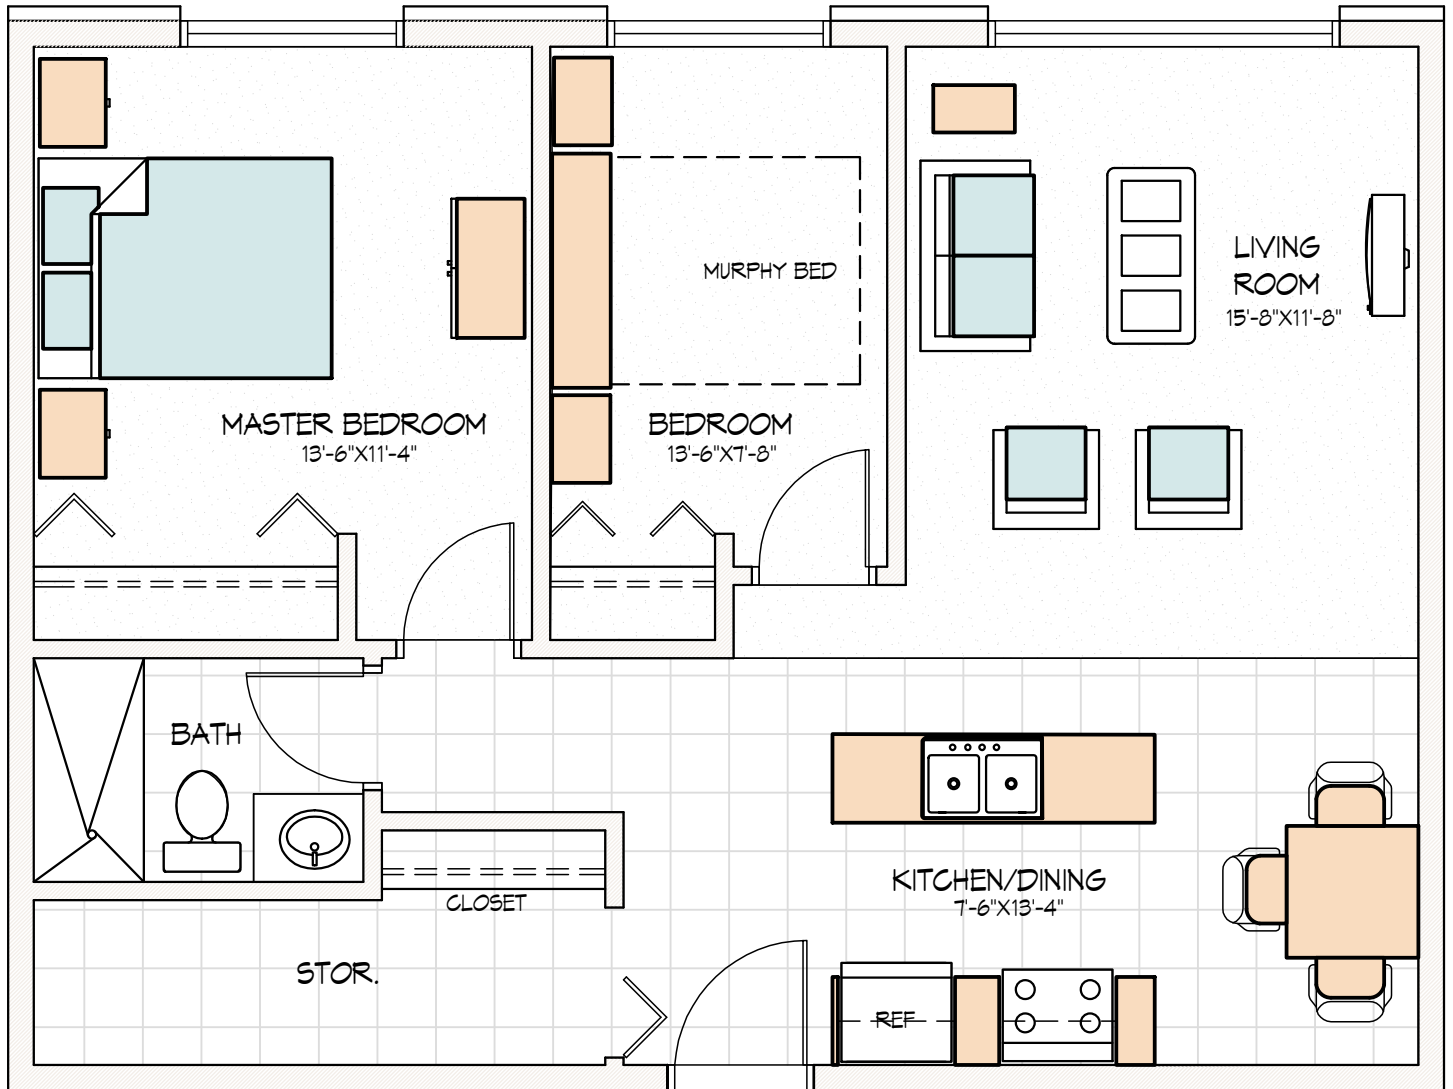 MURPHY BED
LIVING
ROOM
15'-8"X11'-8"
MASTER BEDROOM
13'-6"X11'-4"
BEDROOM
13'-6"X7'-8"
BATH
KITCHEN/DINING
7'-6"X13'-4"
CLOSET
STOR.
REF